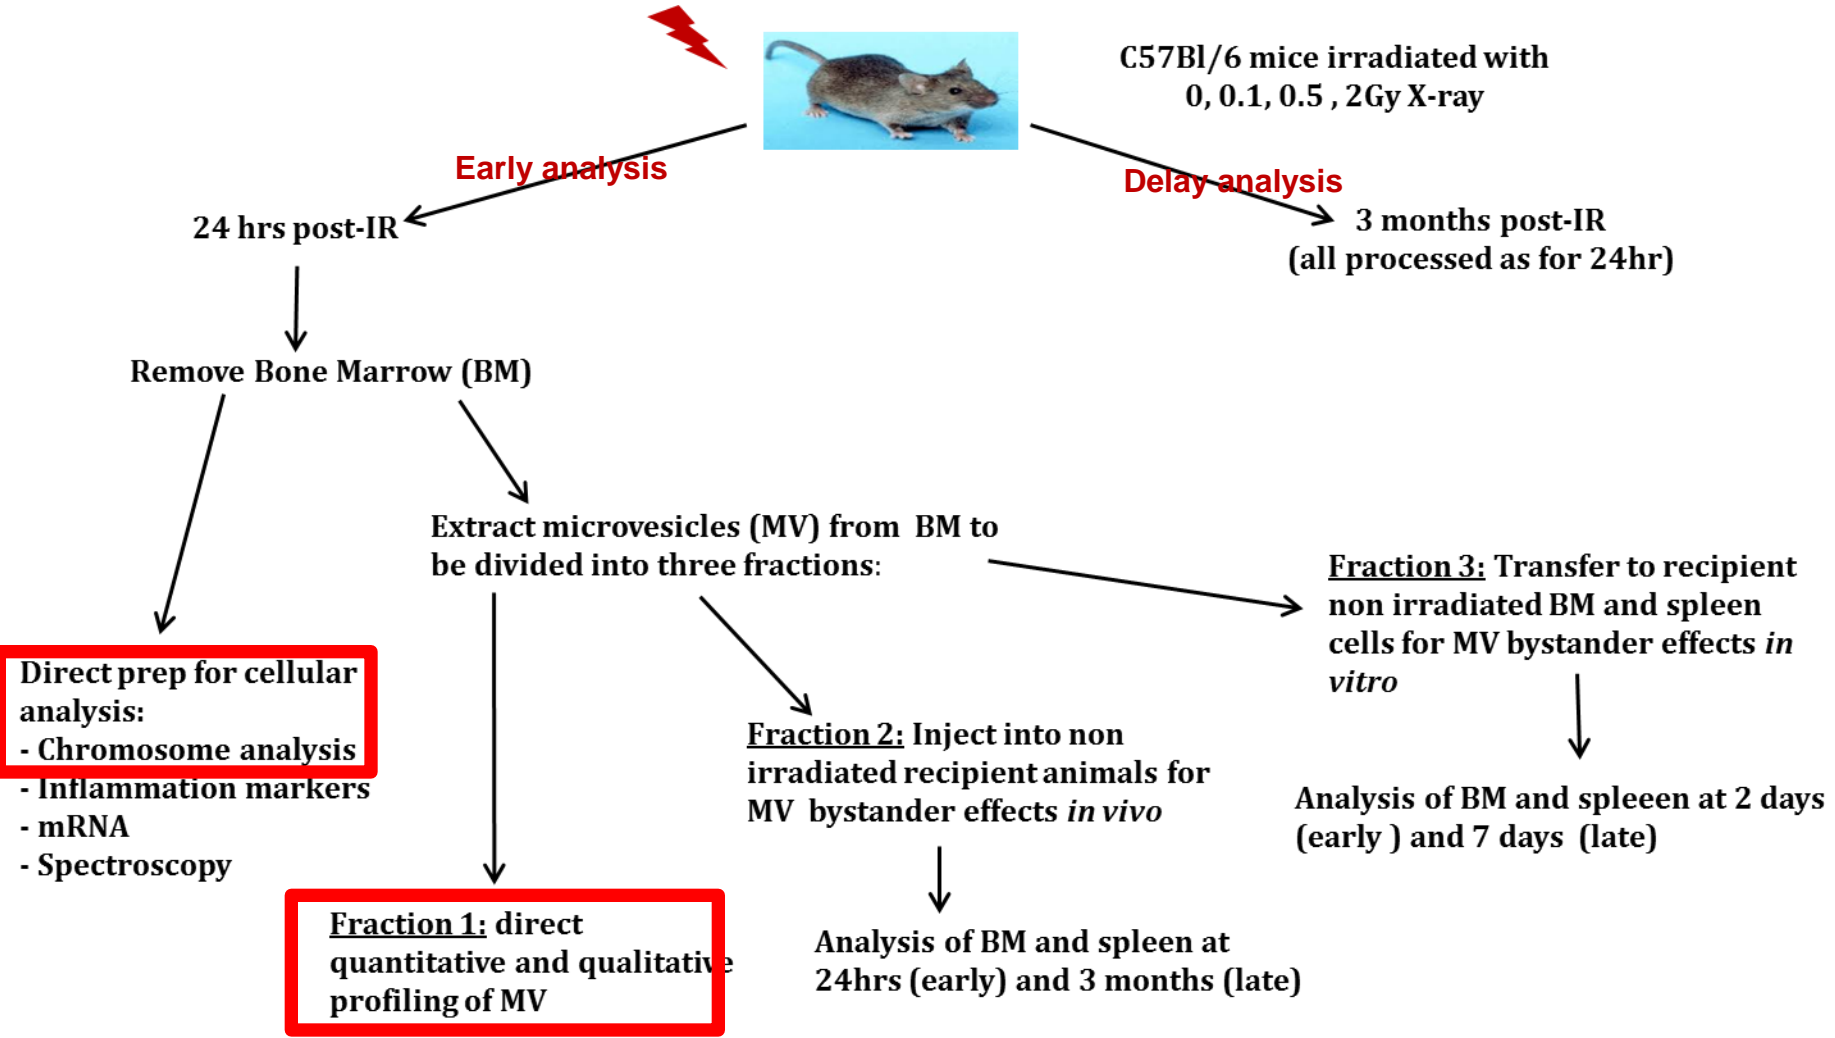 C57Bl/6 mice irradiated with
0, 0.1, 0.5 , 2Gy X-ray
Early analysis
Delay analysis
24 hrs post-IR
3 months post-IR
(all processed as for 24hr)
Remove Bone Marrow (BM)
Extract microvesicles (MV) from BM to
be divided into three fractions:
Fraction 3: Transfer to recipient
non irradiated BM and spleen
cells for MV bystander effects in
vitro
Direct prep for cellular
analysis:
- Chromosome analysis
- Inflammation markers
- mRNA
- Spectroscopy
Fraction 2: Inject into non
irradiated recipient animals for
MV bystander effects in vivo
Analysis of BM and spleeen at 2 days
(early ) and 7 days (late)
Fraction 1: direct
quantitative and qualitative
profiling of MV
Analysis of BM and spleen at
24hrs (early) and 3 months (late)